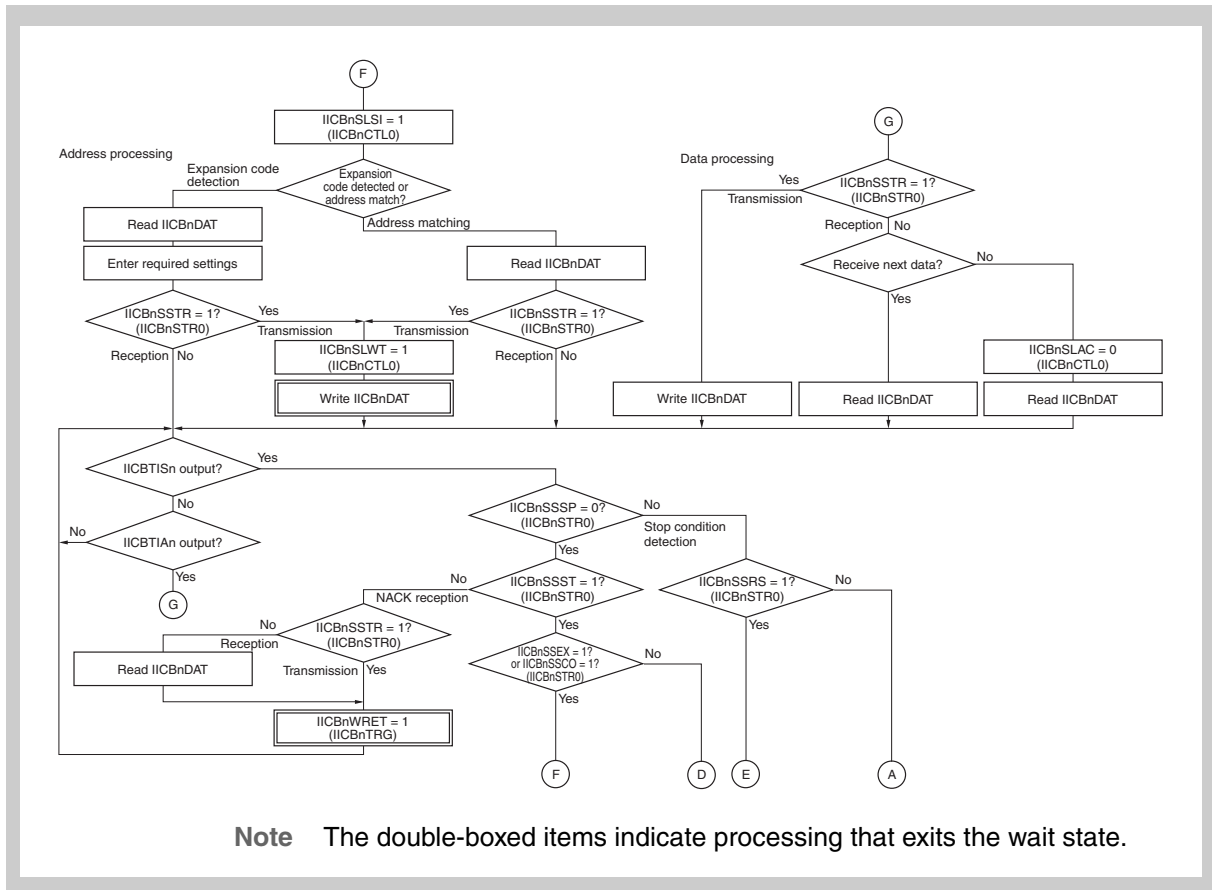 F
IICBnSLSI = 1
(IICBnCTL0)
Address processing
Expansion code
detection
Expansion
code detected or
address match?
Address matching
Read IICBnDAT
Enter required settings
Read IICBnDAT
IICBnSSTR = 1?
(IICBnSTR0)
Yes
Transmission
Reception
No
IICBnSSTR = 1?
(IICBnSTR0)
Yes
Transmission
Reception
No
IICBnSLWT = 1
(IICBnCTL0)
Write IICBnDAT
G
Data processing
IICBnSSTR = 1?
(IICBnSTR0)
Yes
Transmission
Reception
No
Receive next data?
No
Yes
IICBnSLAC = 0
(IICBnCTL0)
Write IICBnDAT
Read IICBnDAT
Read IICBnDAT
IICBTISn output?
Yes
No
IICBTIAn output?
No
Yes
G
IICBnSSSP = 0?
(IICBnSTR0)
No
Stop condition
detection
Yes
IICBnSSST = 1?
(IICBnSTR0)
No
NACK reception
Yes
IICBnSSRS = 1?
(IICBnSTR0)
No
Yes
IICBnSSTR = 1?
(IICBnSTR0)
No
Reception
Transmission
Yes
Read IICBnDAT
IICBnSSEX = 1?
or IICBnSSCO = 1?
(IICBnSTR0)
No
Yes
IICBnWRET = 1
(IICBnTRG)
F
D
E
A
Note The double-boxed items indicate processing that exits the wait state.